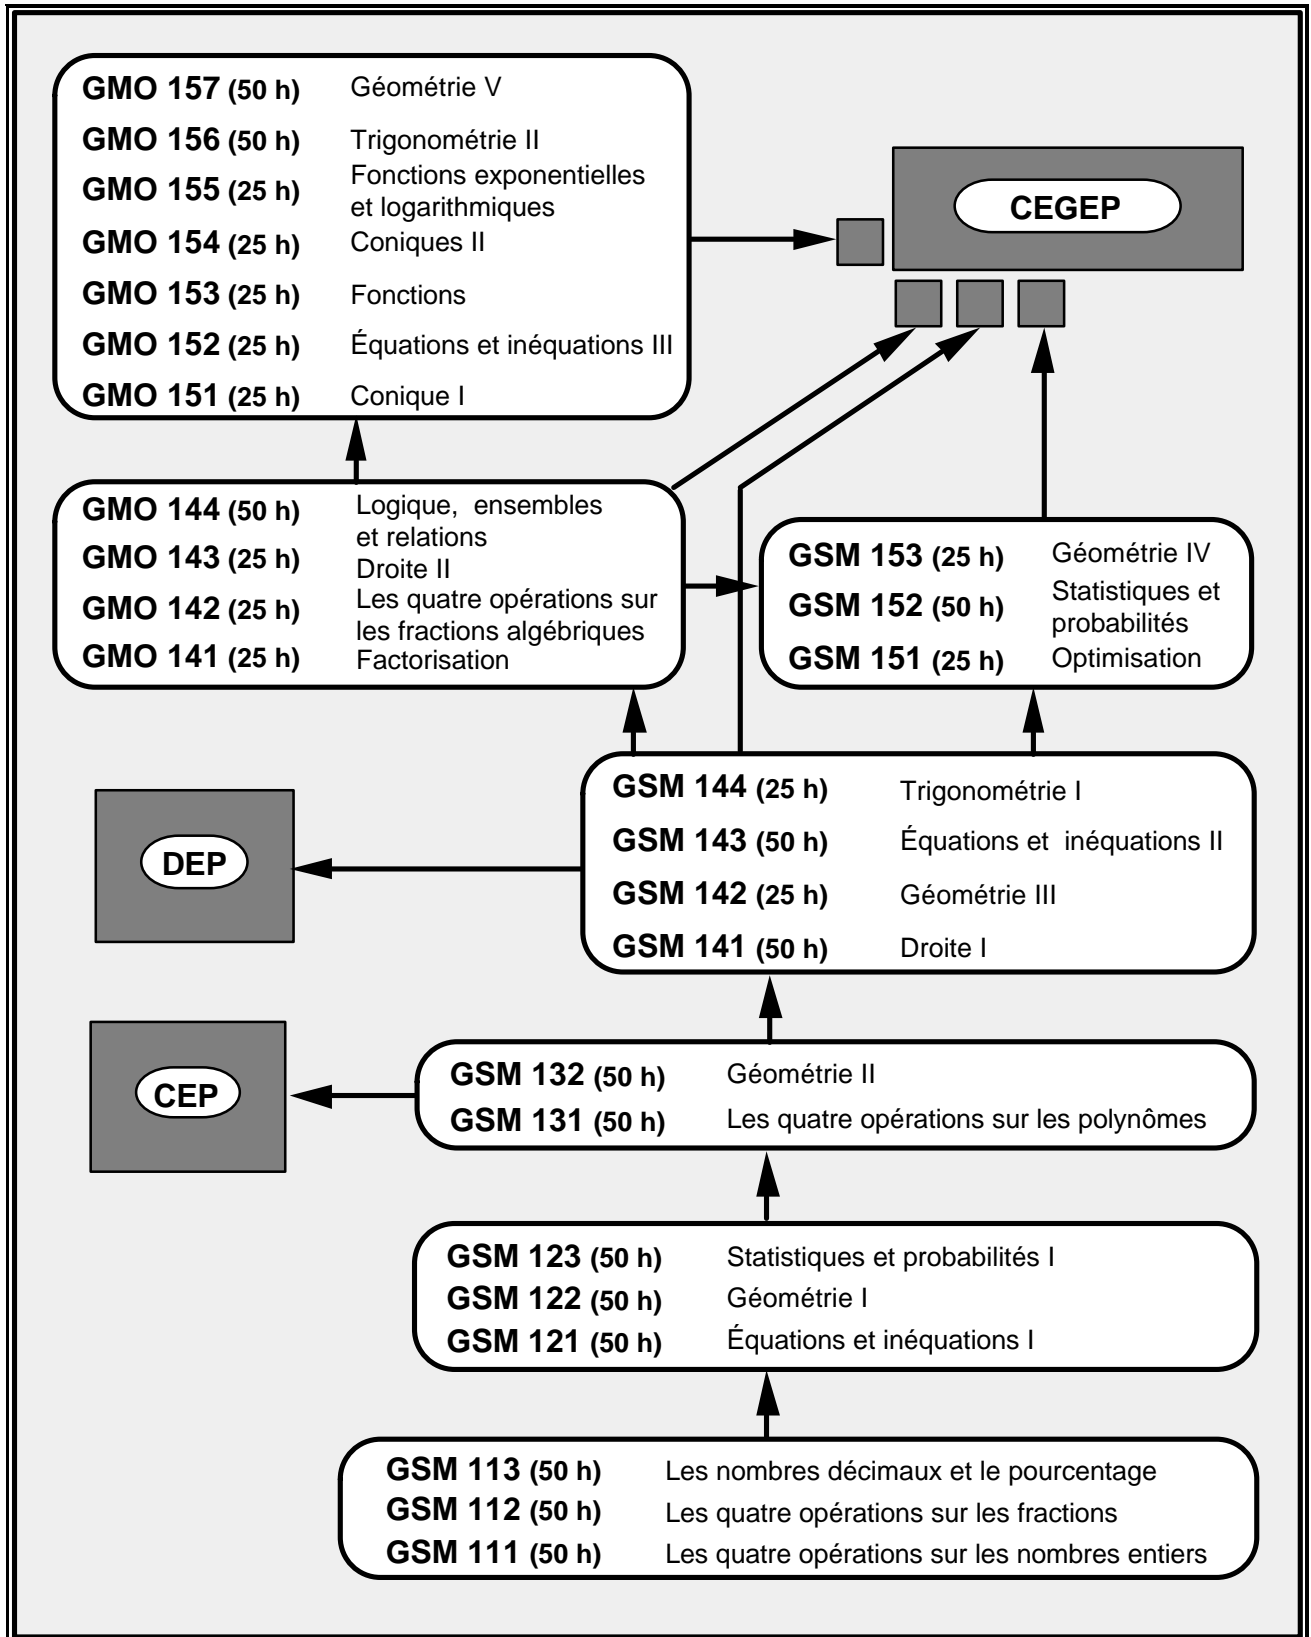 GMO 157 (50 h) Géométrie V
GMO 156 (50 h) Trigonométrie II
GMO 155 (25 h) Fonctions exponentielles
et logarithmiques
GMO 154 (25 h) Coniques II
GMO 153 (25 h) Fonctions
GMO 152 (25 h) Équations et inéquations III
GMO 151 (25 h) Conique I
CEGEP
GMO 144 (50 h) Logique, ensembles
et relations
GMO 143 (25 h) Droite II
GMO 142 (25 h) Les quatre opérations sur
les fractions algébriques
GMO 141 (25 h) Factorisation
GSM 153 (25 h) Géométrie IV
GSM 152 (50 h) Statistiques et
probabilités
GSM 151 (25 h) Optimisation
GSM 144 (25 h) Trigonométrie I
GSM 143 (50 h) Équations et inéquations II
GSM 142 (25 h) Géométrie III
GSM 141 (50 h) Droite I
DEP
GSM 132 (50 h) Géométrie II
GSM 131 (50 h) Les quatre opérations sur les polynômes
CEP
GSM 123 (50 h) Statistiques et probabilités I
GSM 122 (50 h) Géométrie I
GSM 121 (50 h) Équations et inéquations I
GSM 113 (50 h) Les nombres décimaux et le pourcentage
GSM 112 (50 h) Les quatre opérations sur les fractions
GSM 111 (50 h) Les quatre opérations sur les nombres entiers